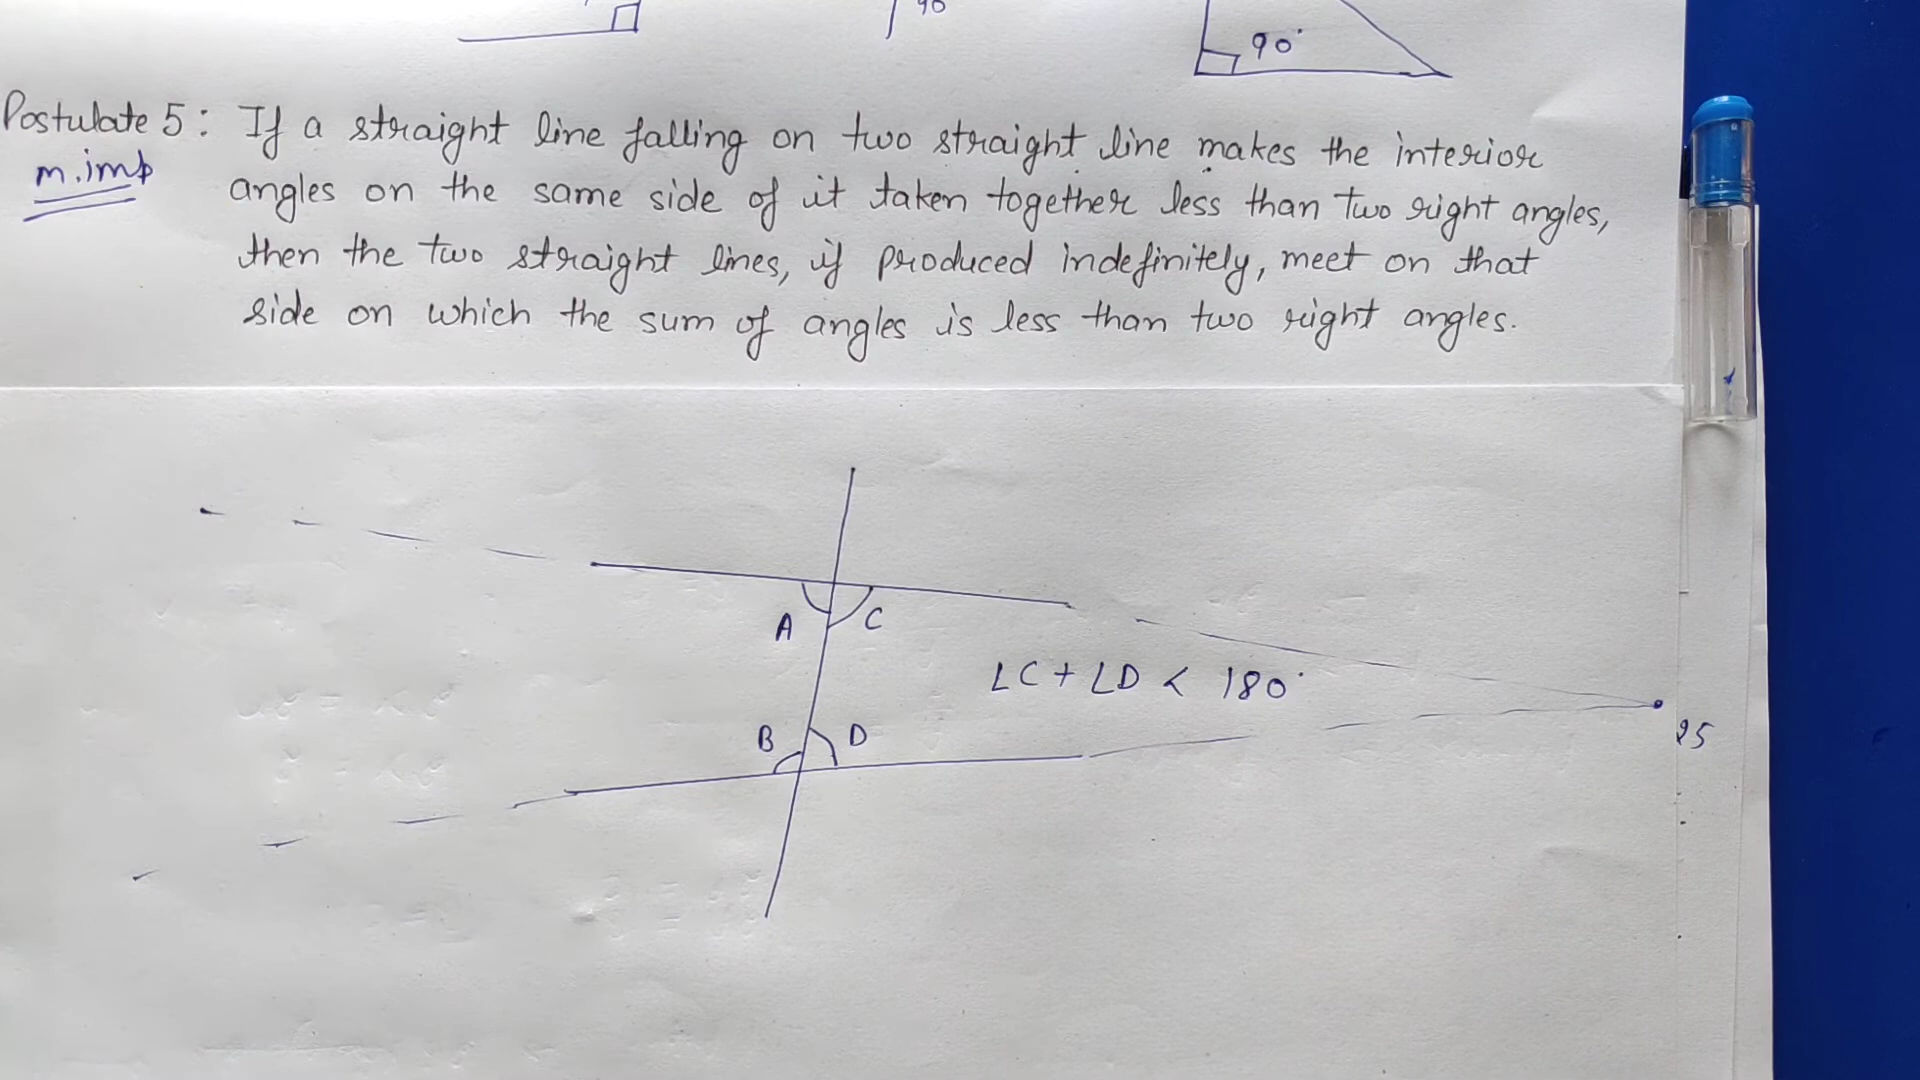 90
90°
Postulate 5: If a straight line falling on two straight line makes the interior
m.imp
angles on the same side of it taken together less than two right angles,
then the two straight lines, if produced indefinitely, meet on that
side on which the sum of angles is less than two right angles.
A C
∠C + ∠D < 180°
B D
25